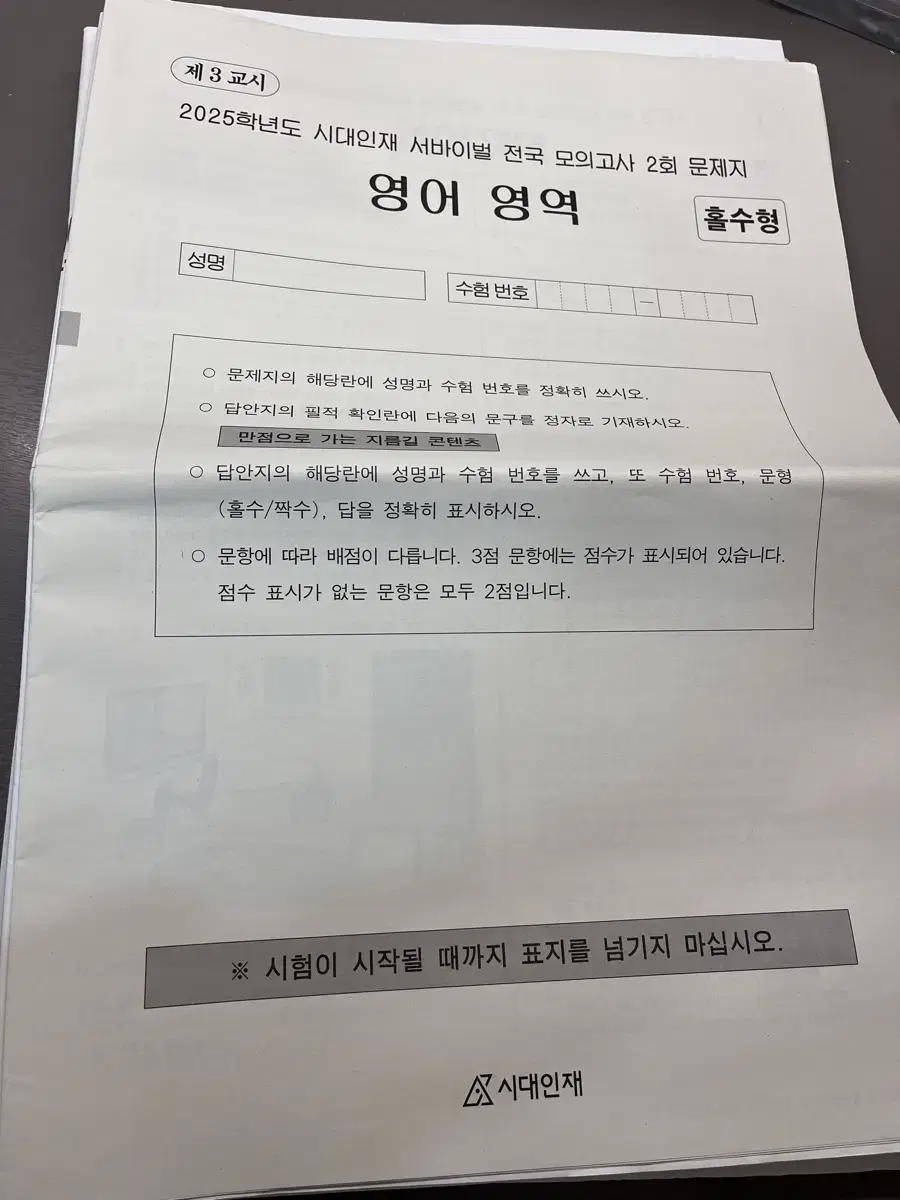 제 3 교시
2025학년도 시대인재 서바이벌 전국 모의고사 2회 문제지
영어 영역
홀수형
성명
수험 번호
–
○ 문제지의 해당란에 성명과 수험 번호를 정확히 쓰시오.
○ 답안지의 필적 확인란에 다음의 문구를 정자로 기재하시오.
만점으로 가는 지름길 콘텐츠
○ 답안지의 해당란에 성명과 수험 번호를 쓰고, 또 수험 번호, 문형
(홀수/짝수), 답을 정확히 표시하시오.
○ 문항에 따라 배점이 다릅니다. 3점 문항에는 점수가 표시되어 있습니다.
점수 표시가 없는 문항은 모두 2점입니다.
※ 시험이 시작될 때까지 표지를 넘기지 마십시오.
시대인재